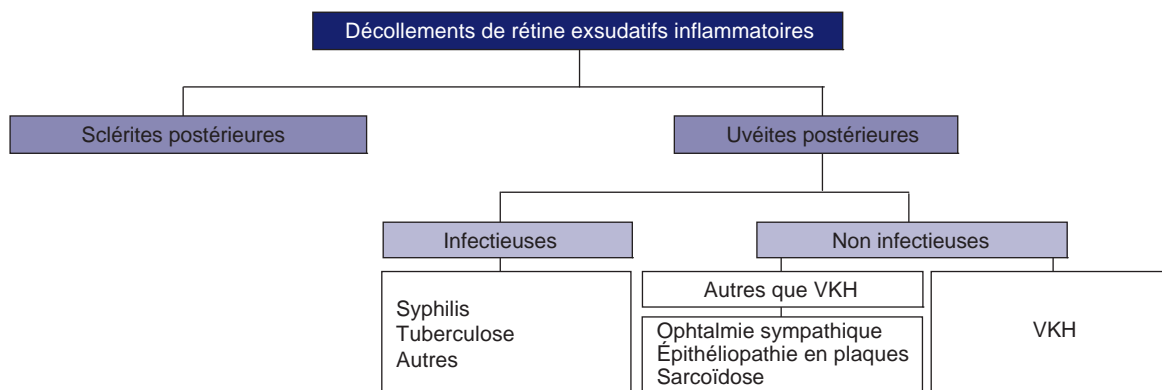 Décollements de rétine exsudatifs inflammatoires
Sclérites postérieures
Uvéites postérieures
Infectieuses
Non infectieuses
Syphilis
Tuberculose
Autres
Autres que VKH
Ophtalmie sympathique
Épithéliopathie en plaques
Sarcoïdose
VKH